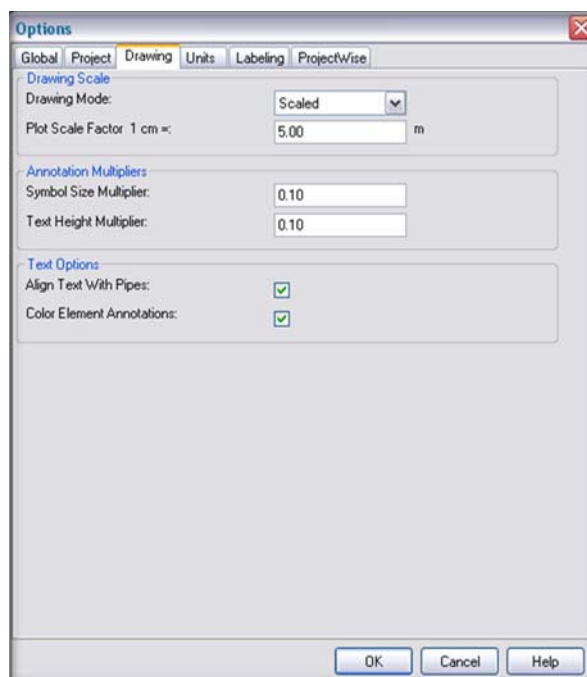 Options
Global Project Drawing Units Labeling ProjectWise
Drawing Scale
Drawing Mode: Scaled
Plot Scale Factor 1 cm =: 5.00 m
Annotation Multipliers
Symbol Size Multiplier: 0.10
Text Height Multiplier: 0.10
Text Options
Align Text With Pipes:
Color Element Annotations:
OK Cancel Help